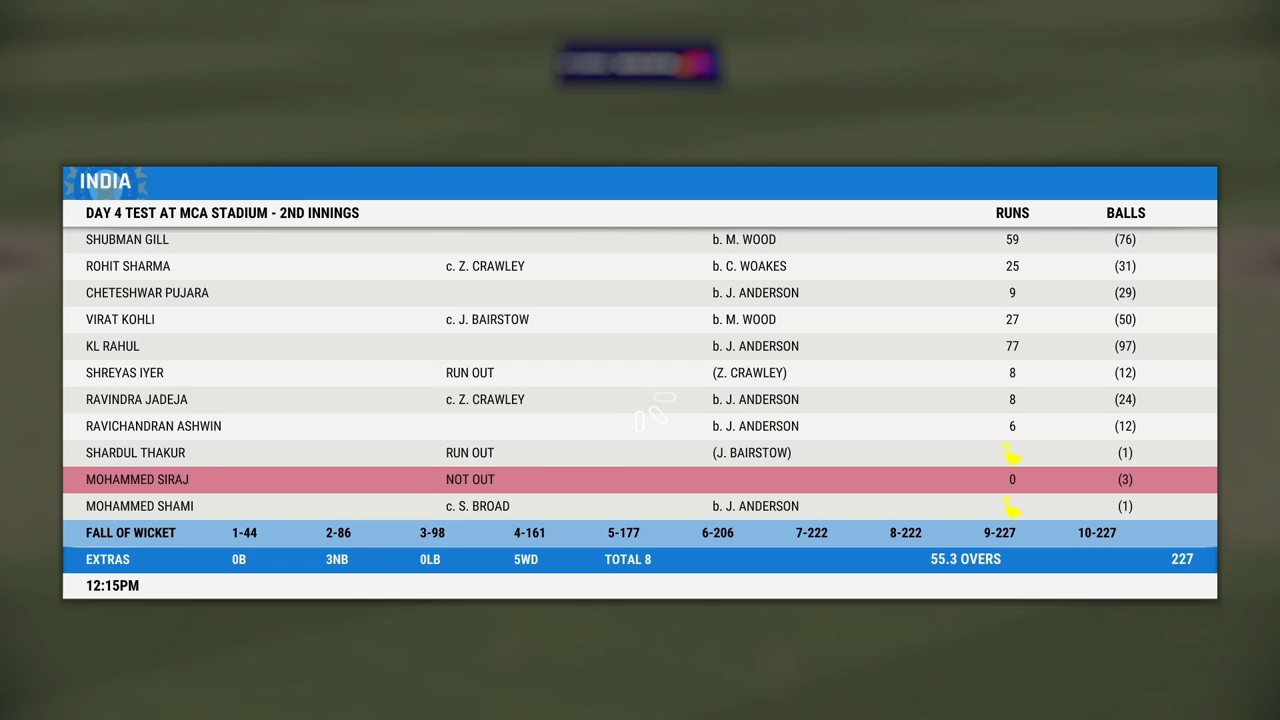 INDIA
DAY 4 TEST AT MCA STADIUM - 2ND INNINGS RUNS BALLS
SHUBMAN GILL b. M. WOOD 59 (76)
ROHIT SHARMA c. Z. CRAWLEY b. C. WOAKES 25 (31)
CHETESHWAR PUJARA b. J. ANDERSON 9 (29)
VIRAT KOHLI c. J. BAIRSTOW b. M. WOOD 27 (50)
KL RAHUL b. J. ANDERSON 77 (97)
SHREYAS IYER RUN OUT (Z. CRAWLEY) 8 (12)
RAVINDRA JADEJA c. Z. CRAWLEY b. J. ANDERSON 8 (24)
RAVICHANDRAN ASHWIN b. J. ANDERSON 6 (12)
SHARDUL THAKUR RUN OUT (J. BAIRSTOW) (1)
MOHAMMED SIRAJ NOT OUT 0 (3)
MOHAMMED SHAMI c. S. BROAD b. J. ANDERSON (1)
FALL OF WICKET 1-44 2-86 3-98 4-161 5-177 6-206 7-222 8-222 9-227 10-227
EXTRAS 0B 3NB 0LB 5WD TOTAL 8 55.3 OVERS 227
12:15PM